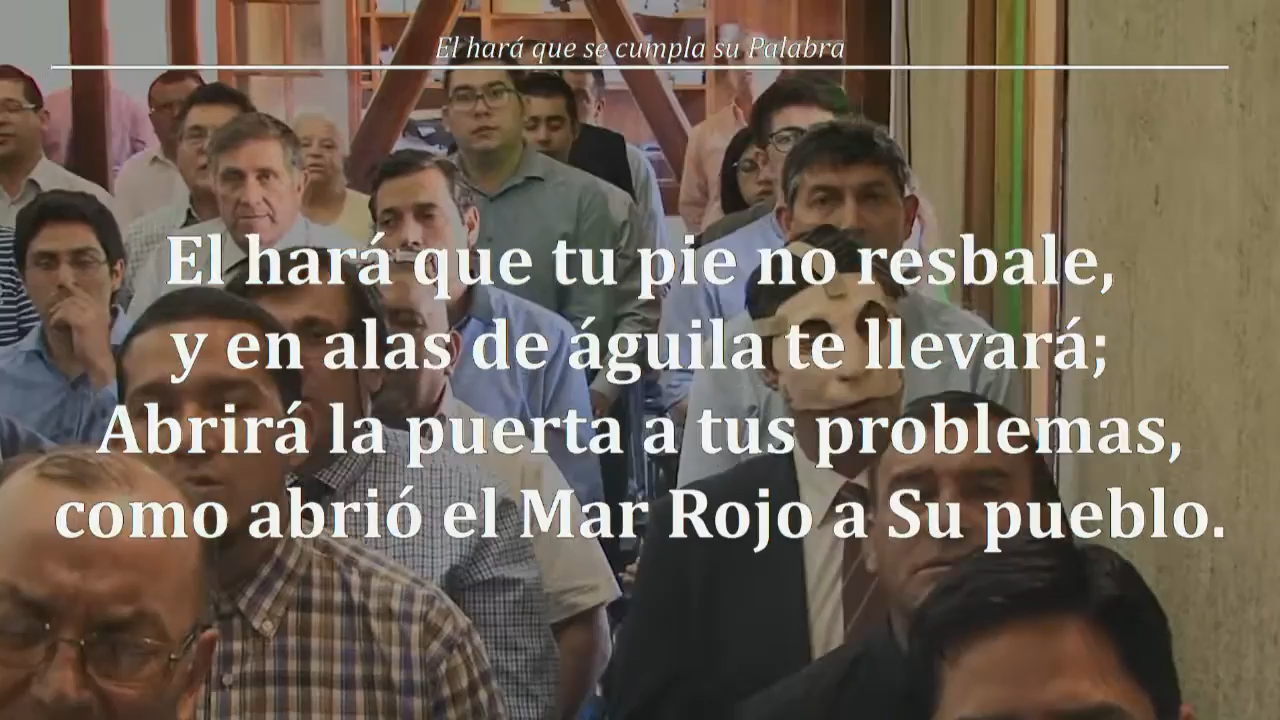 El hará que se cumpla su Palabra
El hará que tu pie no resbale,
y en alas de águila te llevará;
Abrirá la puerta a tus problemas,
como abrió el Mar Rojo a Su pueblo.